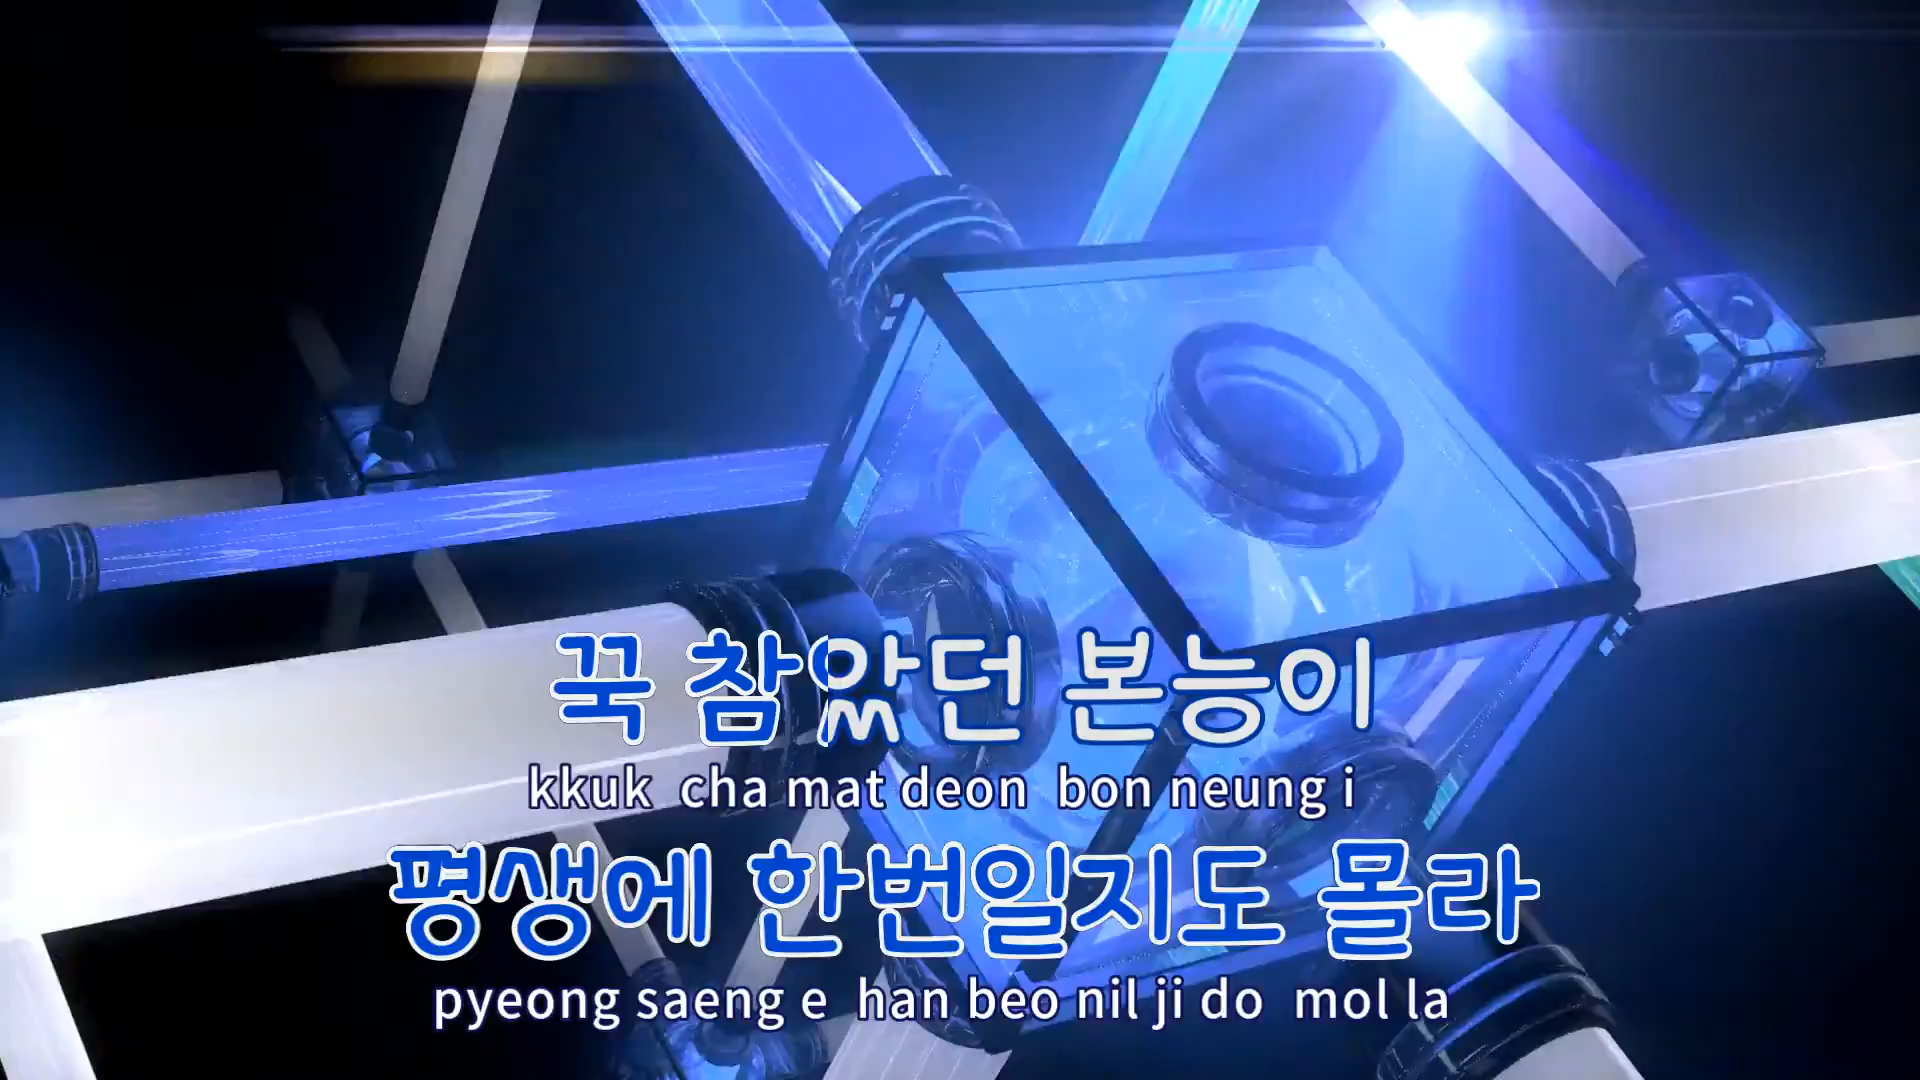 꾹 참았던 본능이
kkuk cha mat deon bon neung i
평생에 한번일지도 몰라
pyeong saeng e han beo nil ji do mol la